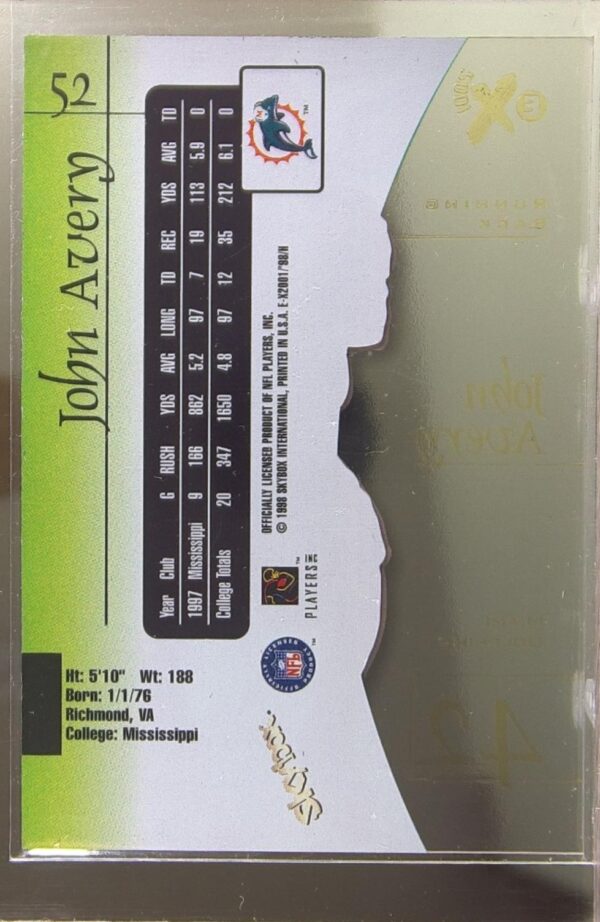 52
John Avery
Year Club G RUSH YDS AVG LONG TD REC YDS AVG TD
1997 Mississippi 9 166 862 5.2 97 7 19 113 5.9 0
College Totals 20 347 1650 4.8 97 12 35 212 6.1 0
TM
OFFICIALLY LICENSED PRODUCT OF NFL PLAYERS, INC.
© 1998 SKYBOX INTERNATIONAL, PRINTED IN U.S.A. E-X2001/'98/H
PLAYERS INC
TM
NFL
TM
Ht: 5'10" Wt: 188
Born: 1/1/76
Richmond, VA
College: Mississippi
SkyBox
X
2001
RUNNING
BACK
John
Avery
42